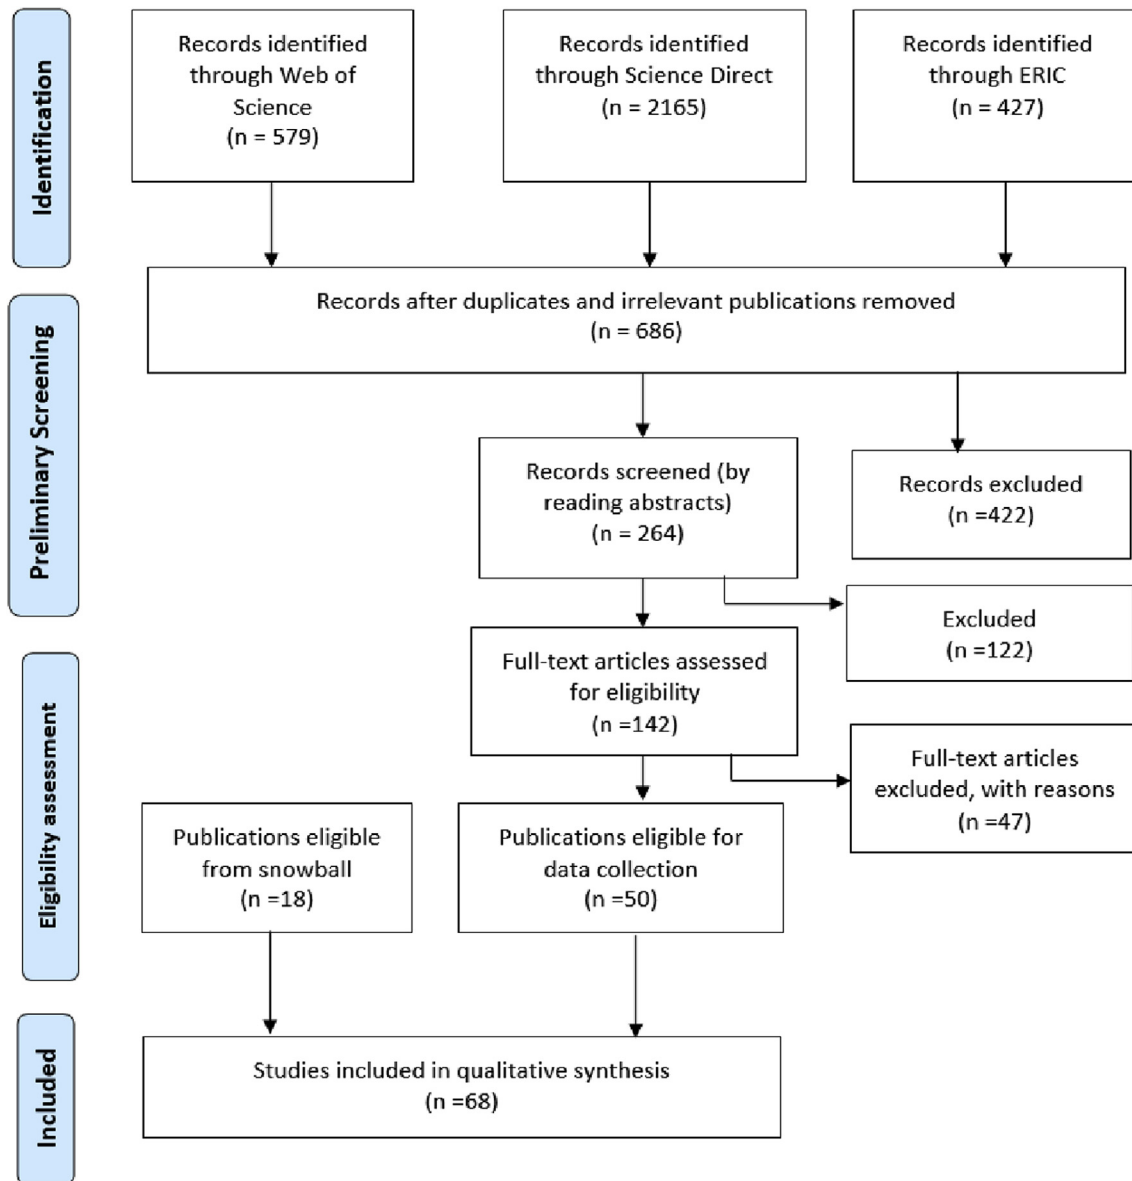 Identification
Records identified
through Web of
Science
(n = 579)
Records identified
through Science Direct
(n = 2165)
Records identified
through ERIC
(n = 427)
Preliminary Screening
Records after duplicates and irrelevant publications removed
(n = 686)
Records screened (by
reading abstracts)
(n = 264)
Records excluded
(n =422)
Excluded
(n =122)
Eligibility assessment
Full-text articles assessed
for eligibility
(n =142)
Full-text articles
excluded, with reasons
(n =47)
Publications eligible
from snowball
(n =18)
Publications eligible for
data collection
(n =50)
Included
Studies included in qualitative synthesis
(n =68)